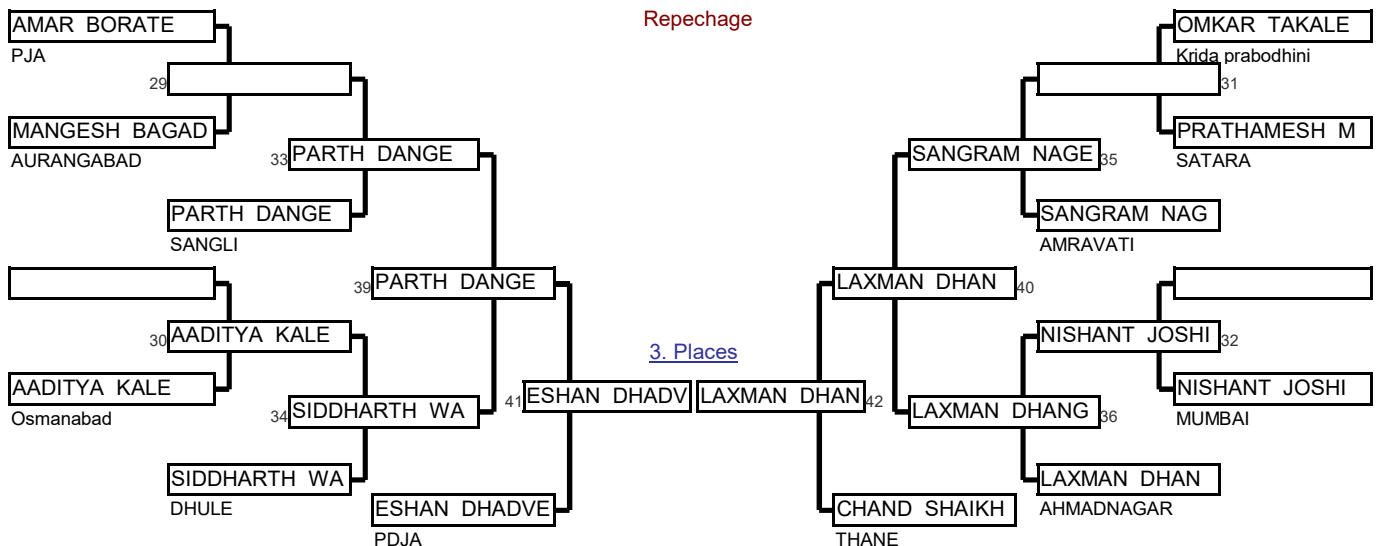 Repechage
AMAR BORATE
PJA
29
MANGESH BAGAD
AURANGABAD
33 PARTH DANGE
PARTH DANGE
SANGLI
39 PARTH DANGE
30 AADITYA KALE
AADITYA KALE
Osmanabad
34 SIDDHARTH WA
SIDDHARTH WA
DHULE
3. Places
41 ESHAN DHADV
ESHAN DHADVE
PDJA
OMKAR TAKALE
Krida prabodhini
31
PRATHAMESH M
SATARA
SANGRAM NAGE 35
SANGRAM NAG
AMRAVATI
LAXMAN DHAN 40
NISHANT JOSHI 32
NISHANT JOSHI
MUMBAI
LAXMAN DHAN 42
LAXMAN DHANG 36
LAXMAN DHAN
AHMADNAGAR
CHAND SHAIKH
THANE